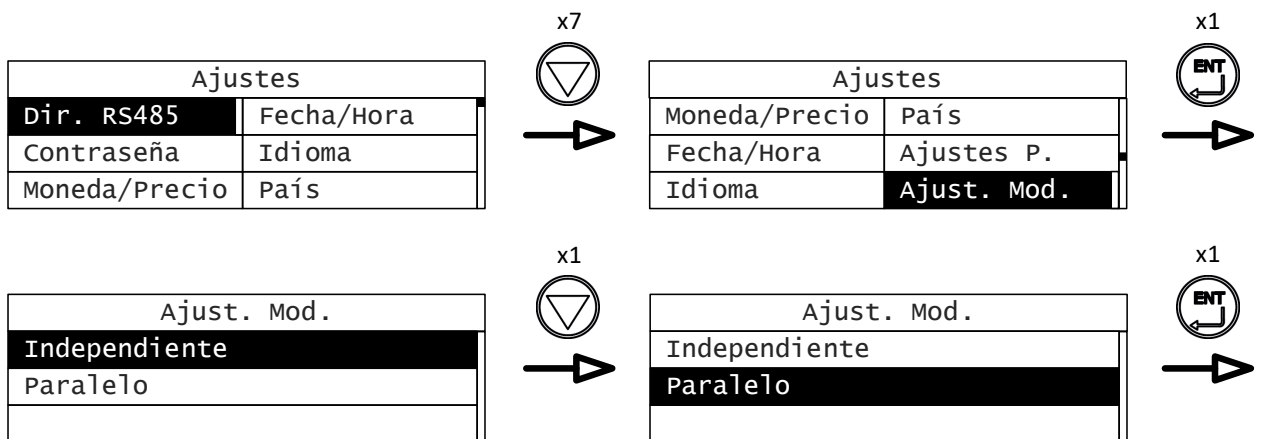 x7
x1
Ajustes
Dir. RS485 Fecha/Hora
Contraseña Idioma
Moneda/Precio País
Ajustes
ENT
Moneda/Precio País
Fecha/Hora Ajustes P.
Idioma Ajust. Mod.
x1
x1
Ajust. Mod.
Independiente
Paralelo
Ajust. Mod.
ENT
Independiente
Paralelo